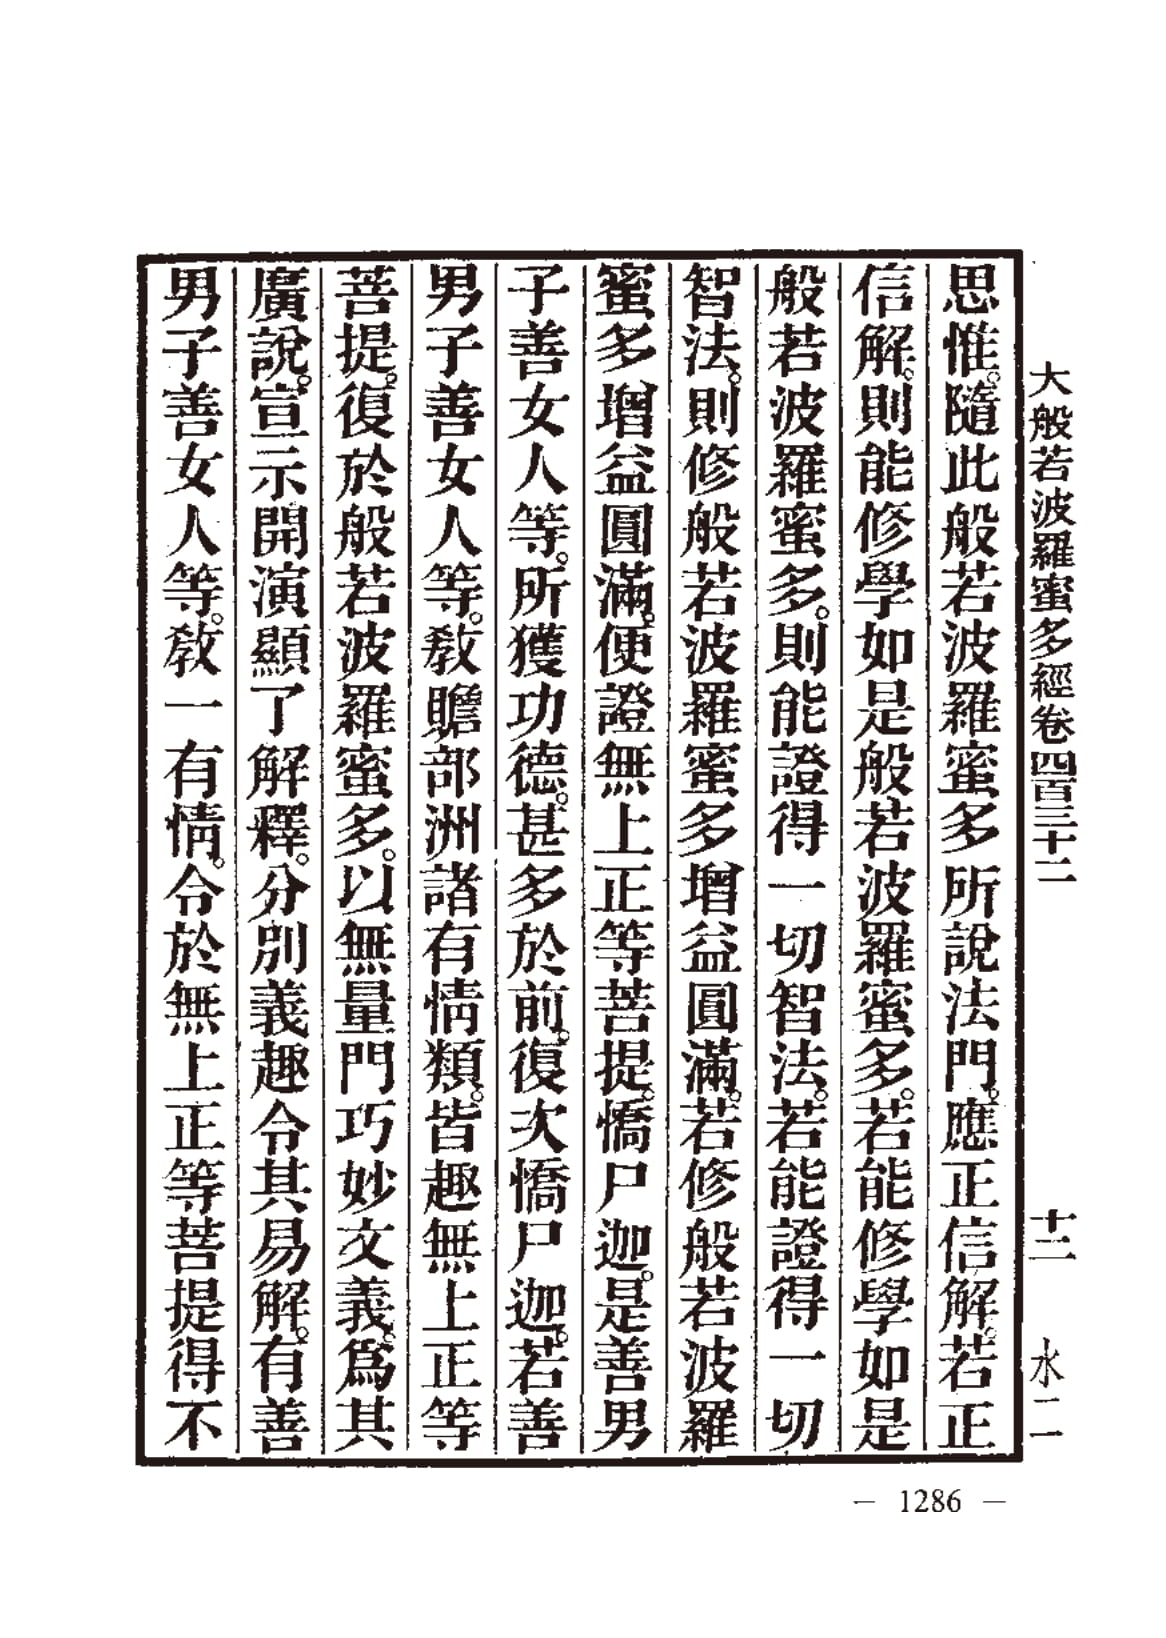 大般若波羅蜜多經卷四百三十二 十二 水二
思惟。隨此般若波羅蜜多所說法門。應正信解。若正
信解。則能修學如是般若波羅蜜多。若能修學如是
般若波羅蜜多。則能證得一切智法。若能證得一切
智法。則修般若波羅蜜多增益圓滿。若修般若波羅
蜜多增益圓滿。便證無上正等菩提。憍尸迦。是善男
子善女人等。所獲功德。甚多於前。復次憍尸迦。若善
男子善女人等。敎贍部洲諸有情類。皆趣無上正等
菩提。復於般若波羅蜜多。以無量門巧妙文義。爲其
廣說。宣示開演顯了解釋。分別義趣令其易解。有善
男子善女人等。敎一有情。令於無上正等菩提得不
— 1286 —